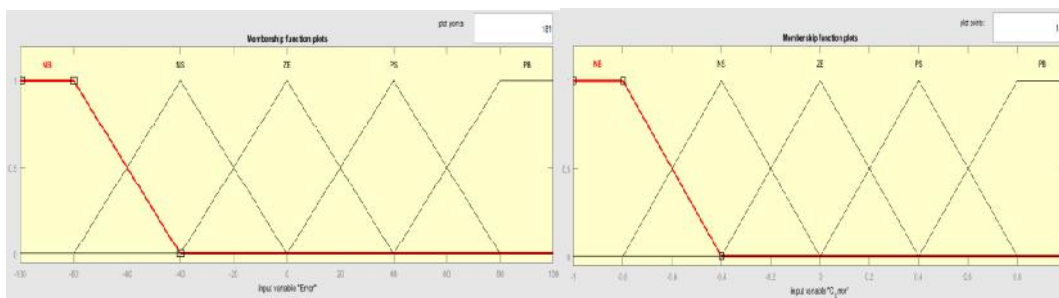 plot points: 181
Membership function plots
NB NS ZE PS PB
1
0.5
0
-100 -80 -60 -40 -20 0 20 40 60 80 100
input variable "Error"
plot points:
Membership function plots
NB NS ZE PS PB
1
0.5
0
-1 -0.8 -0.6 -0.4 -0.2 0 0.2 0.4 0.6 0.8
input variable "C_Error"